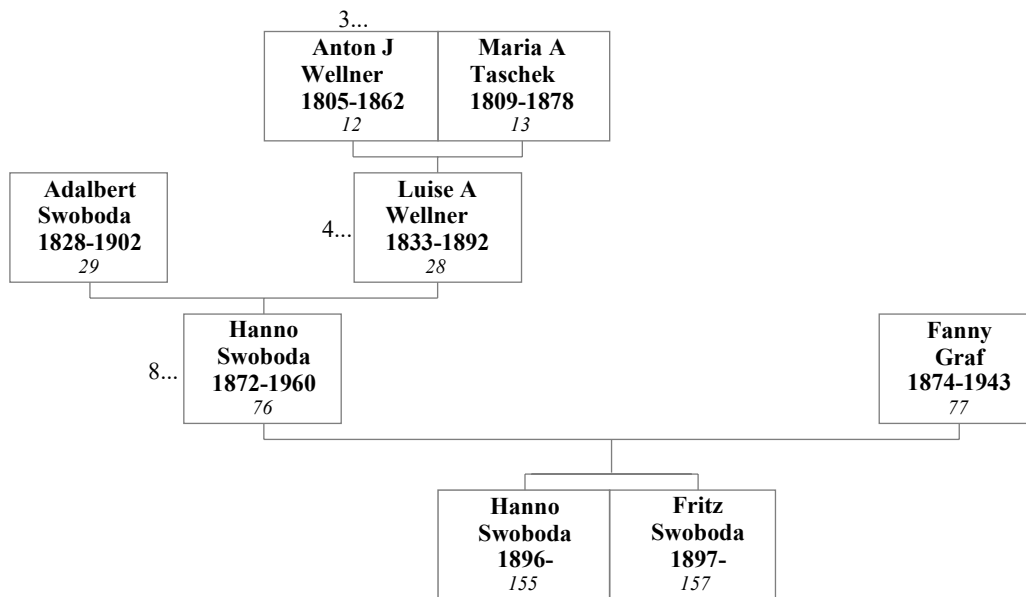 3...
Anton J
Wellner
1805-1862
12
Maria A
Taschek
1809-1878
13
Adalbert
Swoboda
1828-1902
29
4...
Luise A
Wellner
1833-1892
28
8...
Hanno
Swoboda
1872-1960
76
Fanny
Graf
1874-1943
77
Hanno
Swoboda
1896-
155
Fritz
Swoboda
1897-
157